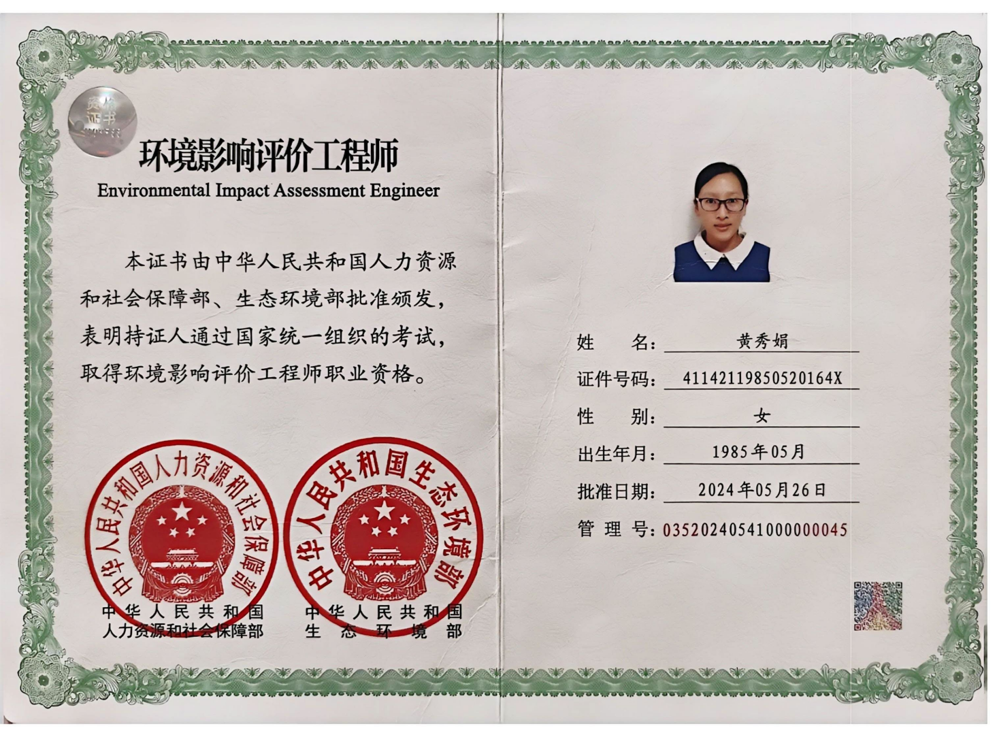 资格
证书
环境影响评价工程师
Environmental Impact Assessment Engineer
本证书由中华人民共和国人力资源
和社会保障部、生态环境部批准颁发，
表明持证人通过国家统一组织的考试，
取得环境影响评价工程师职业资格。
中华人民共和国人力资源和社会保障部
中华人民共和国生态环境部
中华人民共和国
人力资源和社会保障部
中华人民共和国
生态环境部
姓名：黄秀娟
证件号码：41142119850520164X
性别：女
出生年月：1985年05月
批准日期：2024年05月26日
管理号：03520240541000000045